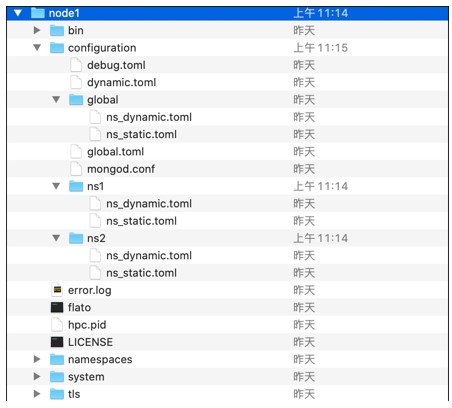 node1 上午 11:14
bin 昨天
configuration 上午 11:15
debug.toml 昨天
dynamic.toml 昨天
global 昨天
ns_dynamic.toml 昨天
ns_static.toml 昨天
global.toml 昨天
mongod.conf 昨天
ns1 上午 11:14
ns_dynamic.toml 昨天
ns_static.toml 昨天
ns2 上午 11:14
ns_dynamic.toml 昨天
ns_static.toml 昨天
error.log 昨天
flato 昨天
hpc.pid 昨天
LICENSE 昨天
namespaces 昨天
system 昨天
tls 昨天